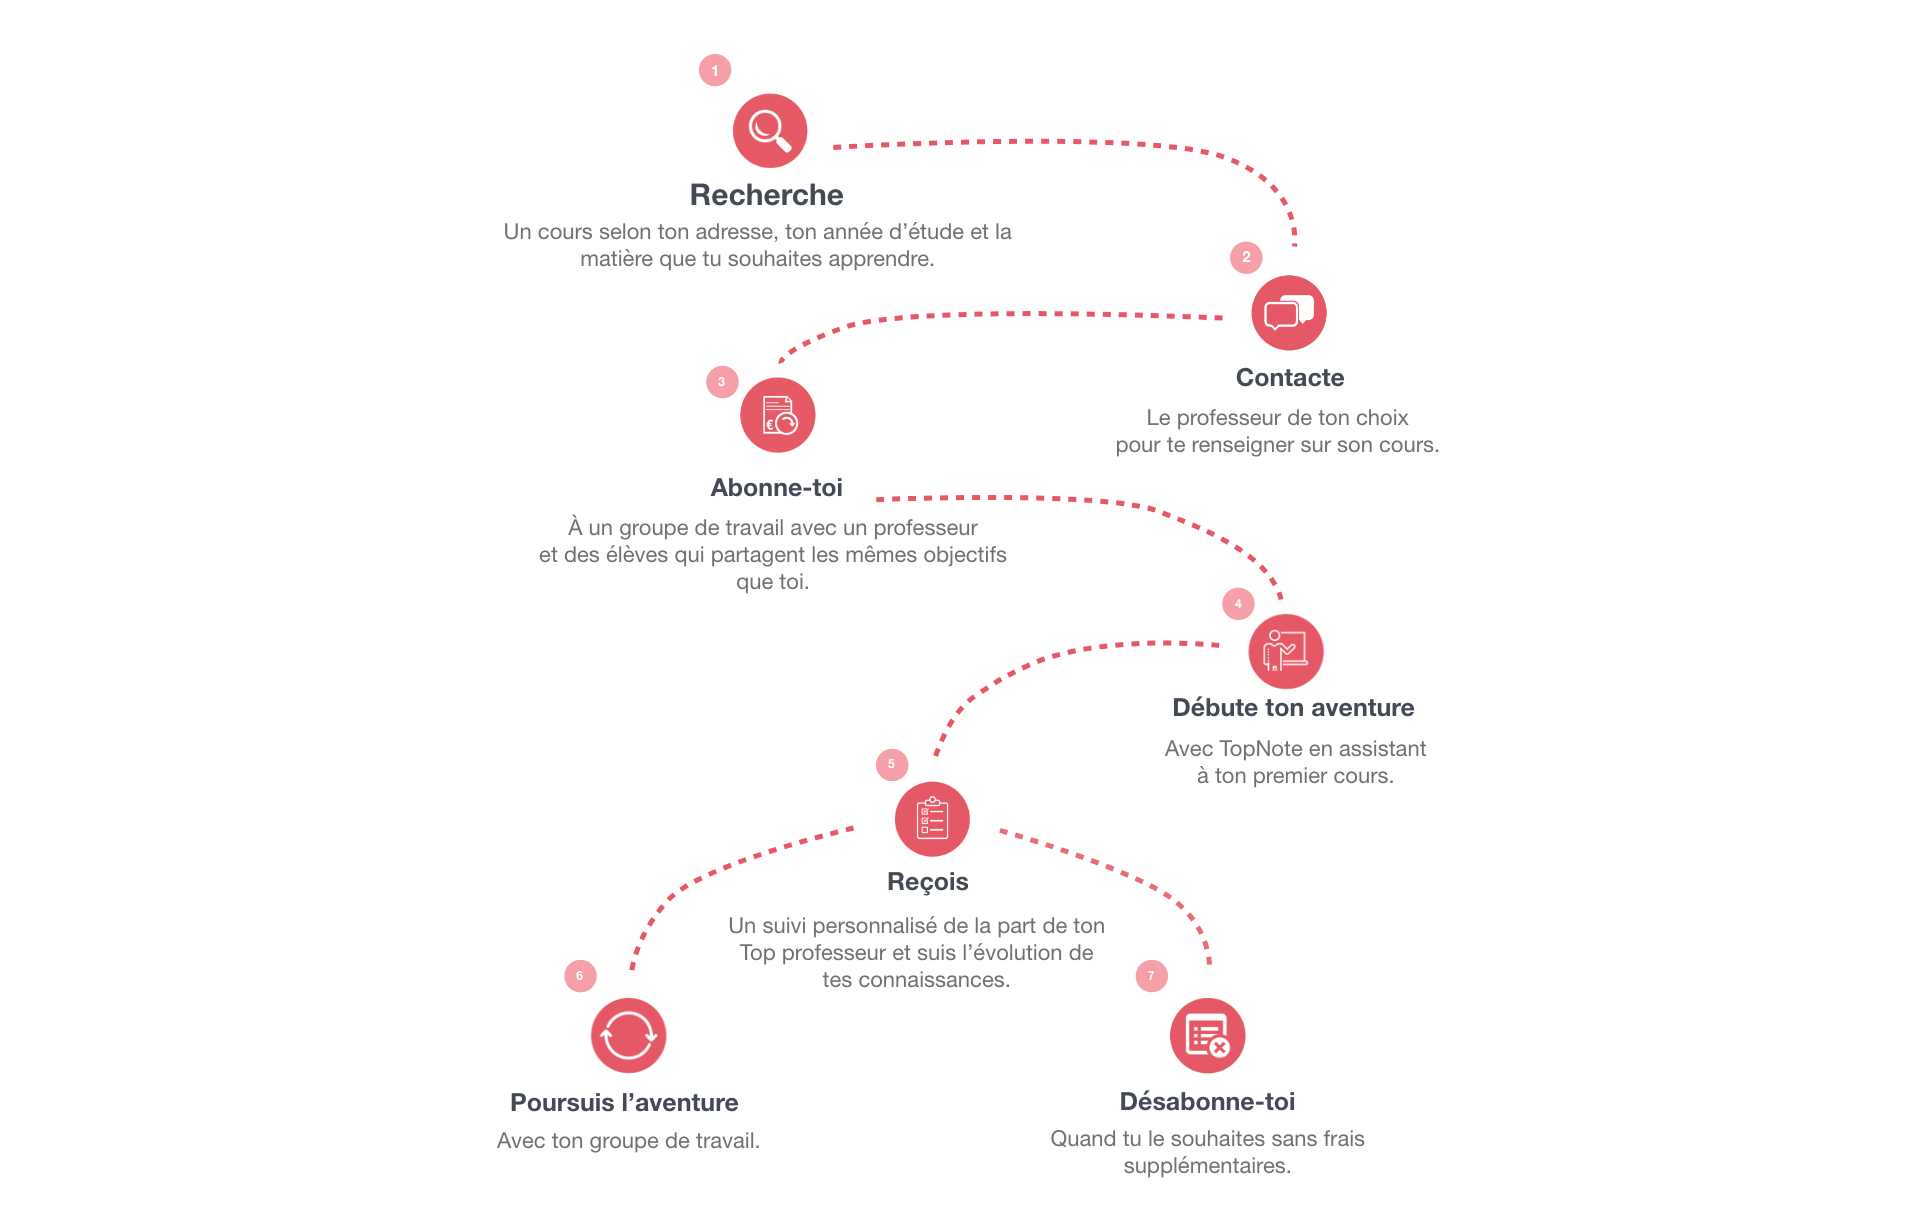 1
Recherche
Un cours selon ton adresse, ton année d’étude et la
matière que tu souhaites apprendre.
2
Contacte
Le professeur de ton choix
pour te renseigner sur son cours.
3
€
Abonne-toi
À un groupe de travail avec un professeur
et des élèves qui partagent les mêmes objectifs
que toi.
4
Débute ton aventure
Avec TopNote en assistant
à ton premier cours.
5
Reçois
Un suivi personnalisé de la part de ton
Top professeur et suis l’évolution de
tes connaissances.
6
Poursuis l’aventure
Avec ton groupe de travail.
7
Désabonne-toi
Quand tu le souhaites sans frais
supplémentaires.